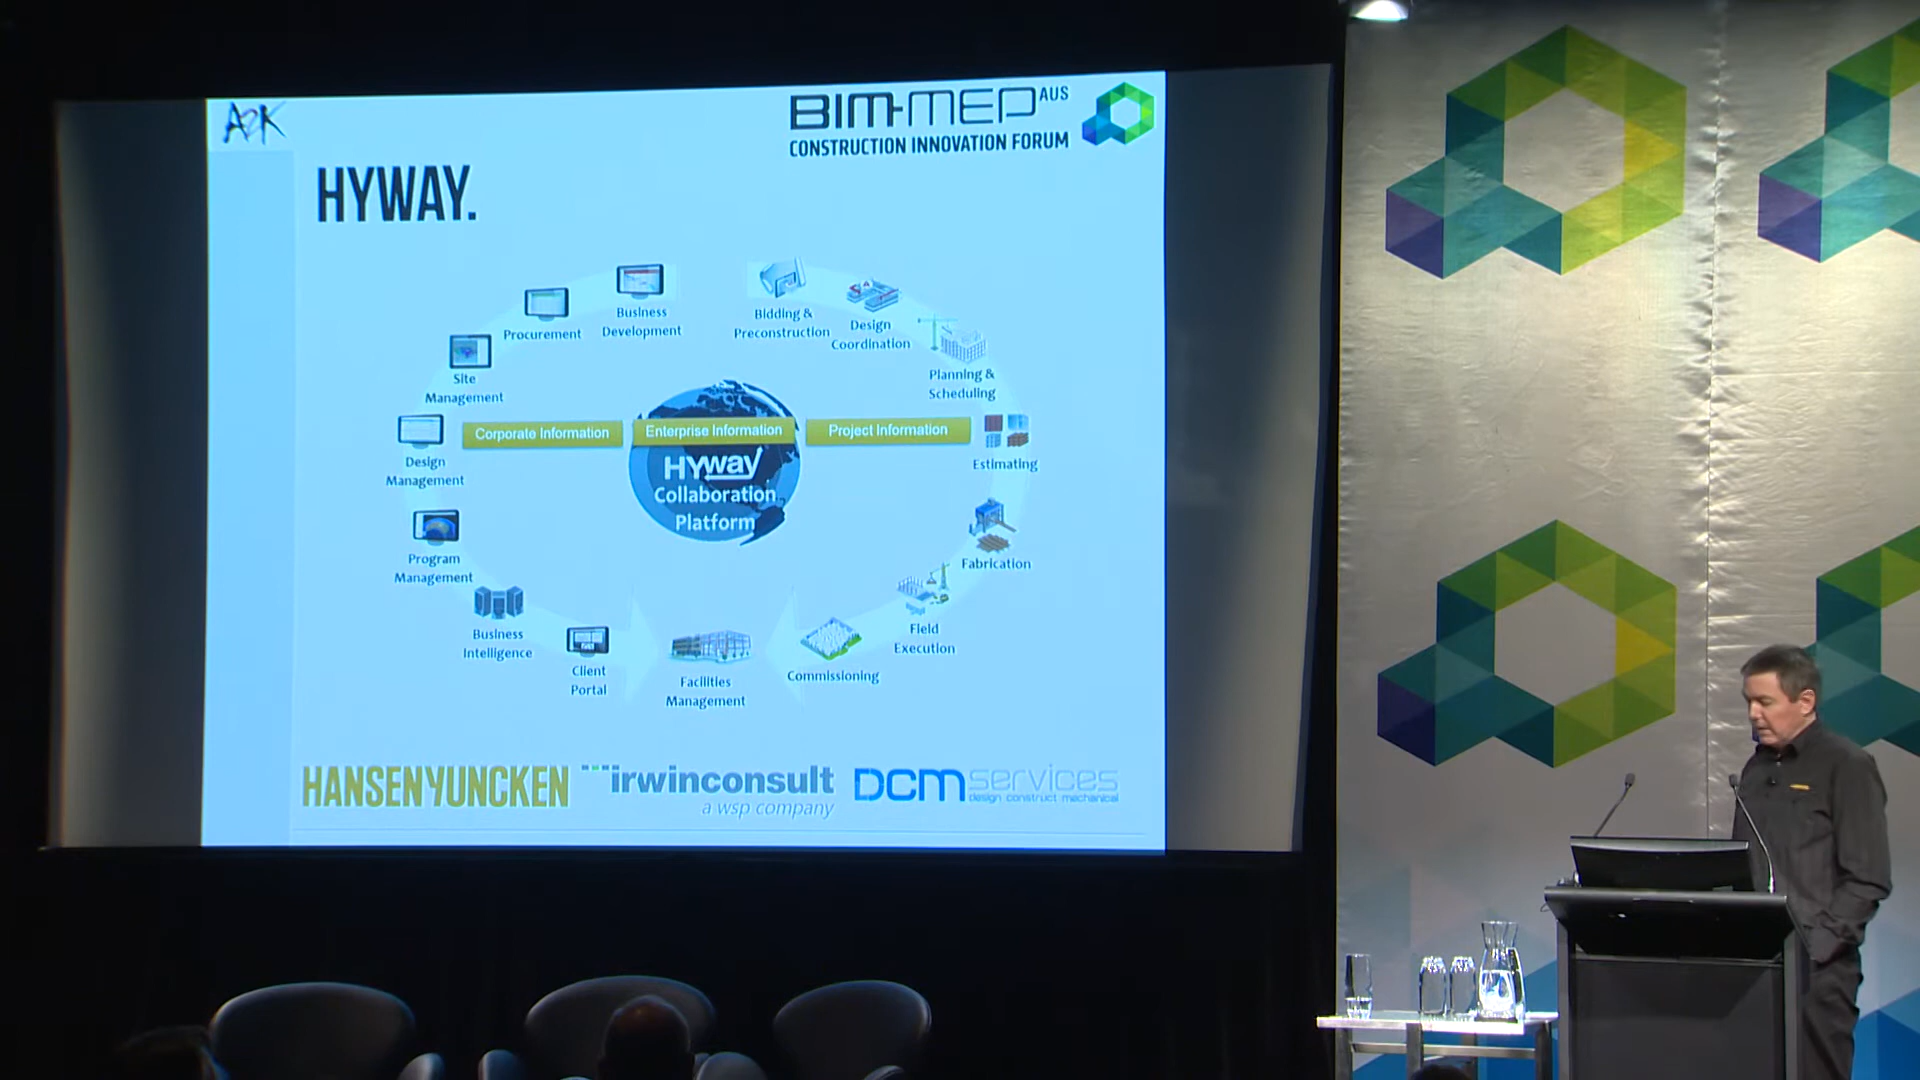 A2K
BIM-MEP AUS
CONSTRUCTION INNOVATION FORUM
HYWAY.
Business
Development
Procurement
Site
Management
Design
Management
Program
Management
Business
Intelligence
Client
Portal
Facilities
Management
Bidding &
Preconstruction
Design
Coordination
Planning &
Scheduling
Estimating
Fabrication
Field
Execution
Commissioning
Corporate Information
Enterprise Information
Project Information
HYway
Collaboration
Platform
HANSEN YUNCKEN
irwinconsult
a wsp company
DCM services
design construct mechanical